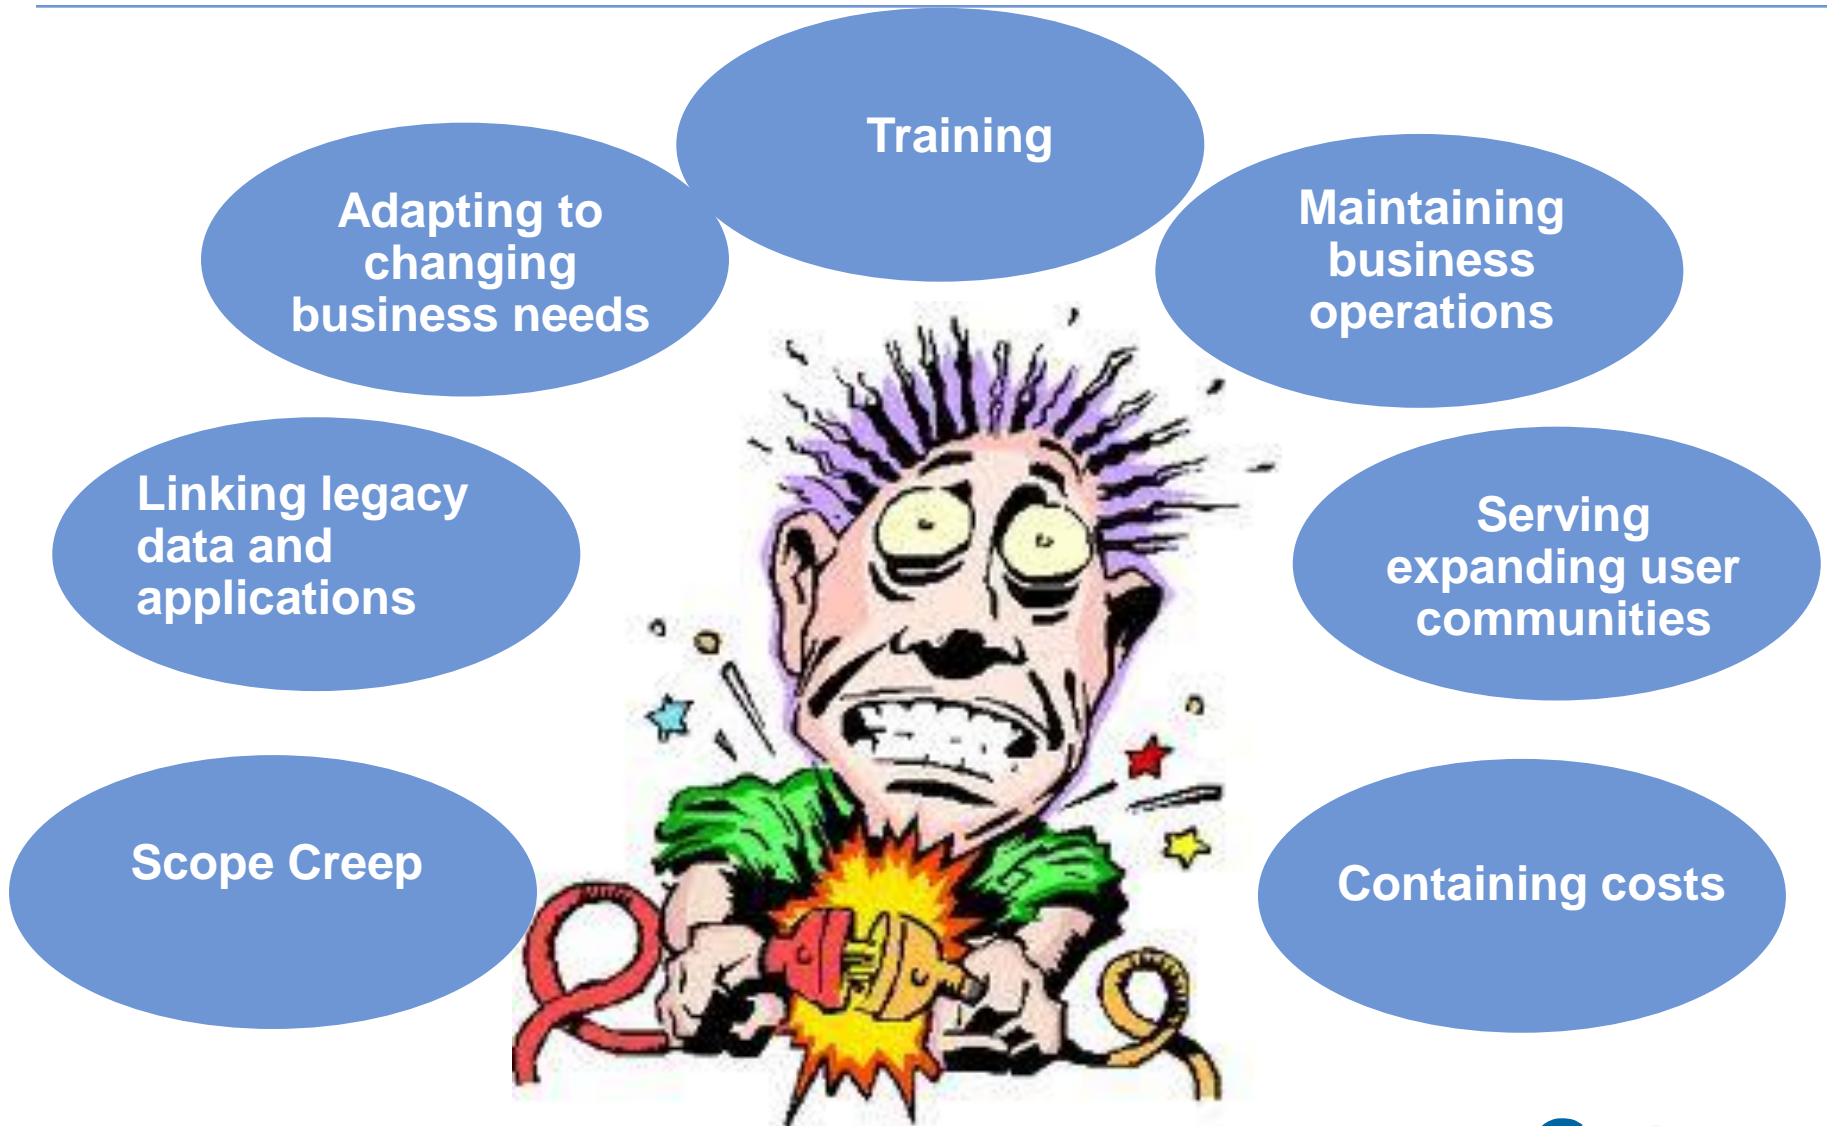 Training
Adapting to
changing
business needs
Maintaining
business
operations
Linking legacy
data and
applications
Serving
expanding user
communities
Scope Creep
Containing costs